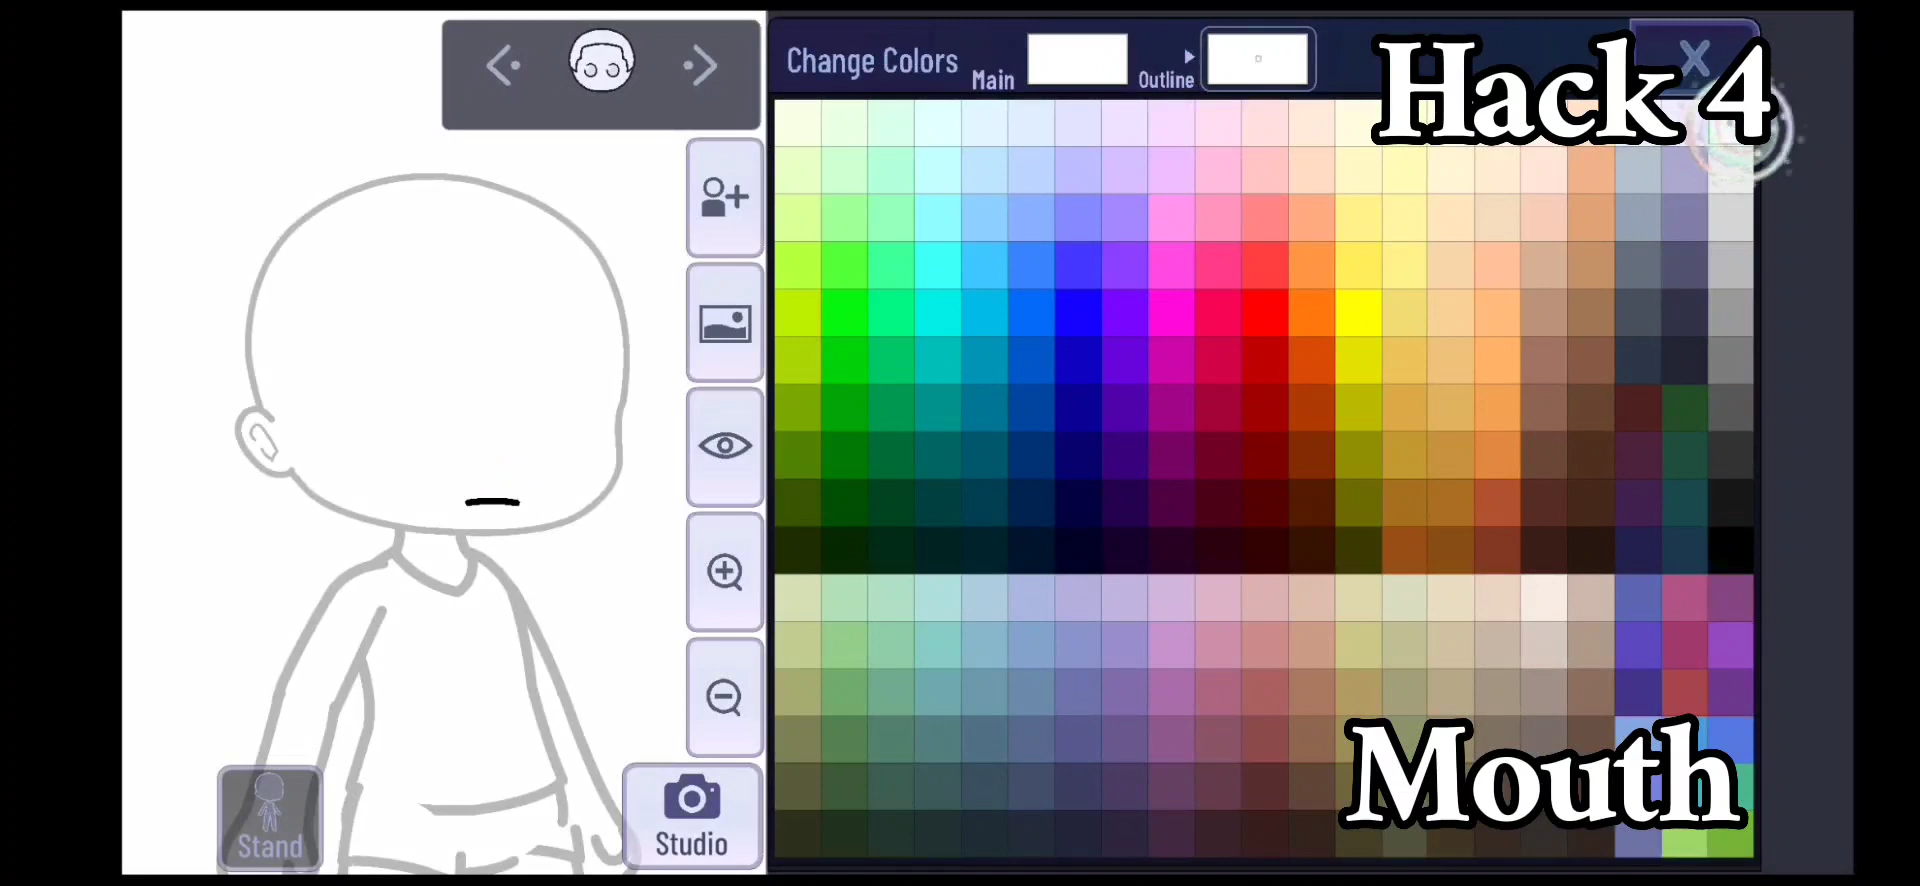 Change Colors
Main
Outline
X
Hack 4
Stand
Studio
Mouth